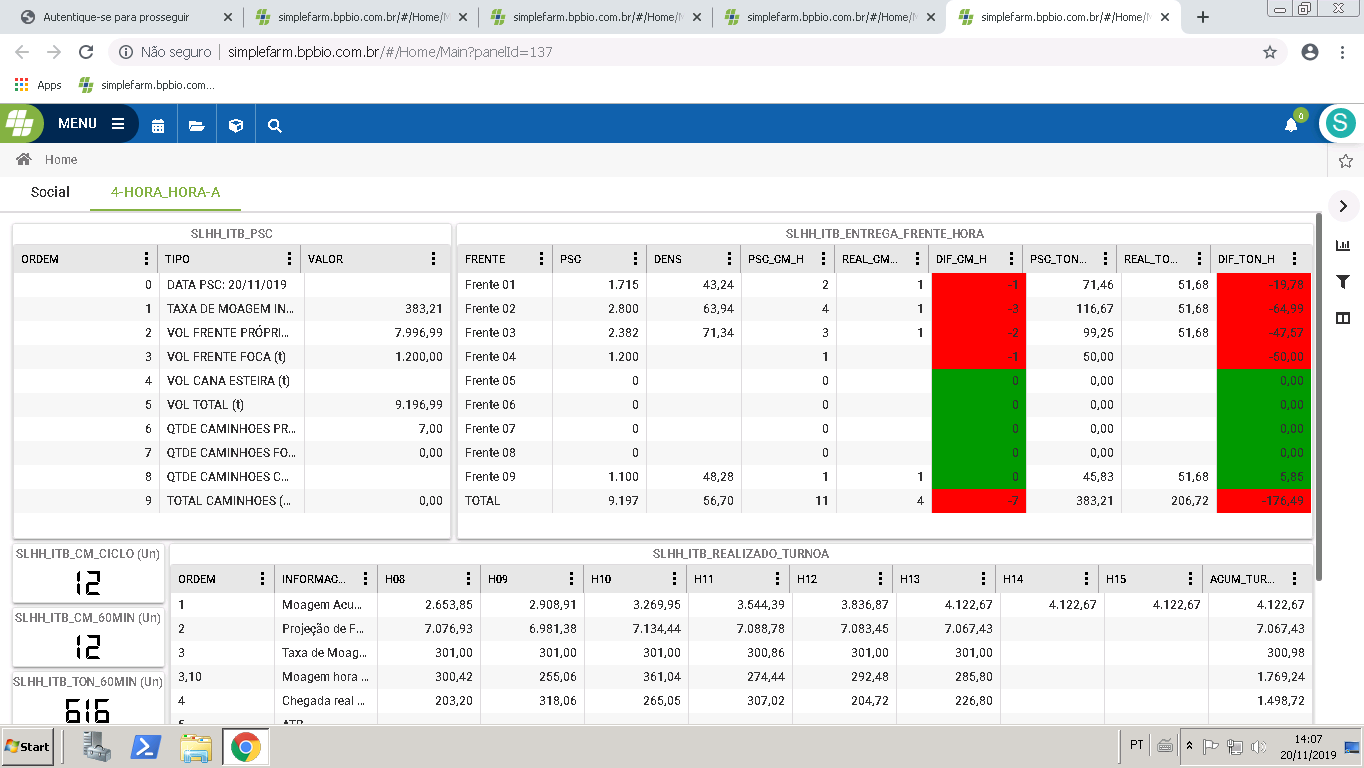 Autentique-se para prosseguir
simplefarm.bpbio.com.br/#/Home/M
simplefarm.bpbio.com.br/#/Home/M
simplefarm.bpbio.com.br/#/Home/M
simplefarm.bpbio.com.br/#/Home/M
Não seguro simplefarm.bpbio.com.br/#/Home/Main?panelId=137
Apps simplefarm.bpbio.com...
MENU 0 S
Home
Social 4-HORA_HORA-A
SLHH_ITB_PSC
ORDEM TIPO VALOR
0 DATA PSC: 20/11/019
1 TAXA DE MOAGEM IN... 383,21
2 VOL FRENTE PRÓPRI... 7.996,99
3 VOL FRENTE FOCA (t) 1.200,00
4 VOL CANA ESTEIRA (t)
5 VOL TOTAL (t) 9.196,99
6 QTDE CAMINHOES PR... 7,00
7 QTDE CAMINHOES FO... 0,00
8 QTDE CAMINHOES C...
9 TOTAL CAMINHOES (... 0,00
SLHH_ITB_ENTREGA_FRENTE_HORA
FRENTE PSC DENS PSC_CM_H REAL_CM... DIF_CM_H PSC_TON... REAL_TO... DIF_TON_H
Frente 01 1.715 43,24 2 1 -1 71,46 51,68 -19,78
Frente 02 2.800 63,94 4 1 -3 116,67 51,68 -64,99
Frente 03 2.382 71,34 3 1 -2 99,25 51,68 -47,57
Frente 04 1.200 1 -1 50,00 -50,00
Frente 05 0 0 0 0,00 0,00
Frente 06 0 0 0 0,00 0,00
Frente 07 0 0 0 0,00 0,00
Frente 08 0 0 0 0,00 0,00
Frente 09 1.100 48,28 1 1 0 45,83 51,68 5,85
TOTAL 9.197 56,70 11 4 -7 383,21 206,72 -176,49
SLHH_ITB_CM_CICLO (Un)
12
SLHH_ITB_CM_60MIN (Un)
12
SLHH_ITB_TON_60MIN (Un)
616
SLHH_ITB_REALIZADO_TURNOA
ORDEM INFORMAC... H08 H09 H10 H11 H12 H13 H14 H15 ACUM_TUR...
1 Moagem Acu... 2.653,85 2.908,91 3.269,95 3.544,39 3.836,87 4.122,67 4.122,67 4.122,67 4.122,67
2 Projeção de F... 7.076,93 6.981,38 7.134,44 7.088,78 7.083,45 7.067,43 7.067,43
3 Taxa de Moag... 301,00 301,00 301,00 300,86 301,00 301,00 300,98
3,10 Moagem hora ... 300,42 255,06 361,04 274,44 292,48 285,80 1.769,24
4 Chegada real ... 203,20 318,06 265,05 307,02 204,72 226,80 1.498,72
Start PT 14:07
20/11/2019